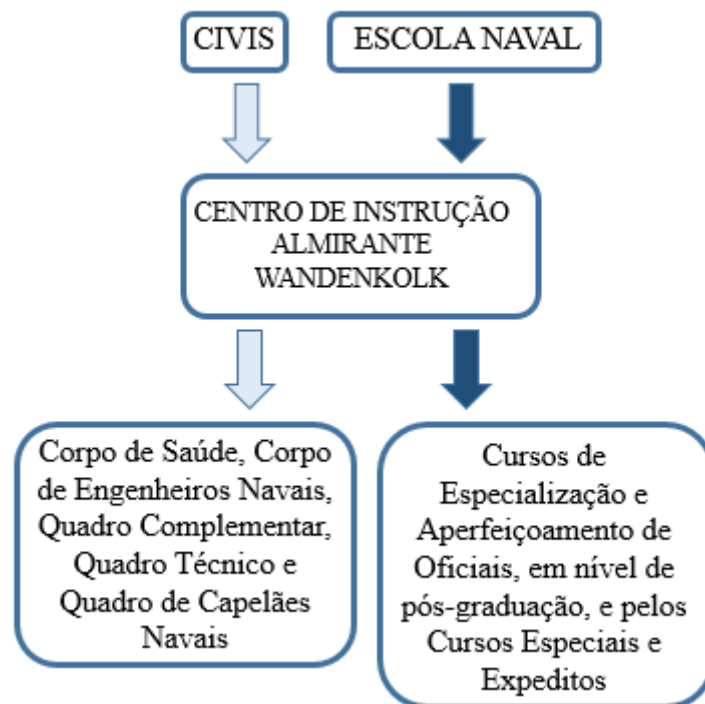 CIVIS
ESCOLA NAVAL
CENTRO DE INSTRUÇÃO
ALMIRANTE
WANDENKOLK
Corpo de Saúde, Corpo
de Engenheiros Navais,
Quadro Complementar,
Quadro Técnico e
Quadro de Capelães
Navais
Cursos de
Especialização e
Aperfeiçoamento de
Oficiais, em nível de
pós-graduação, e pelos
Cursos Especiais e
Expeditos